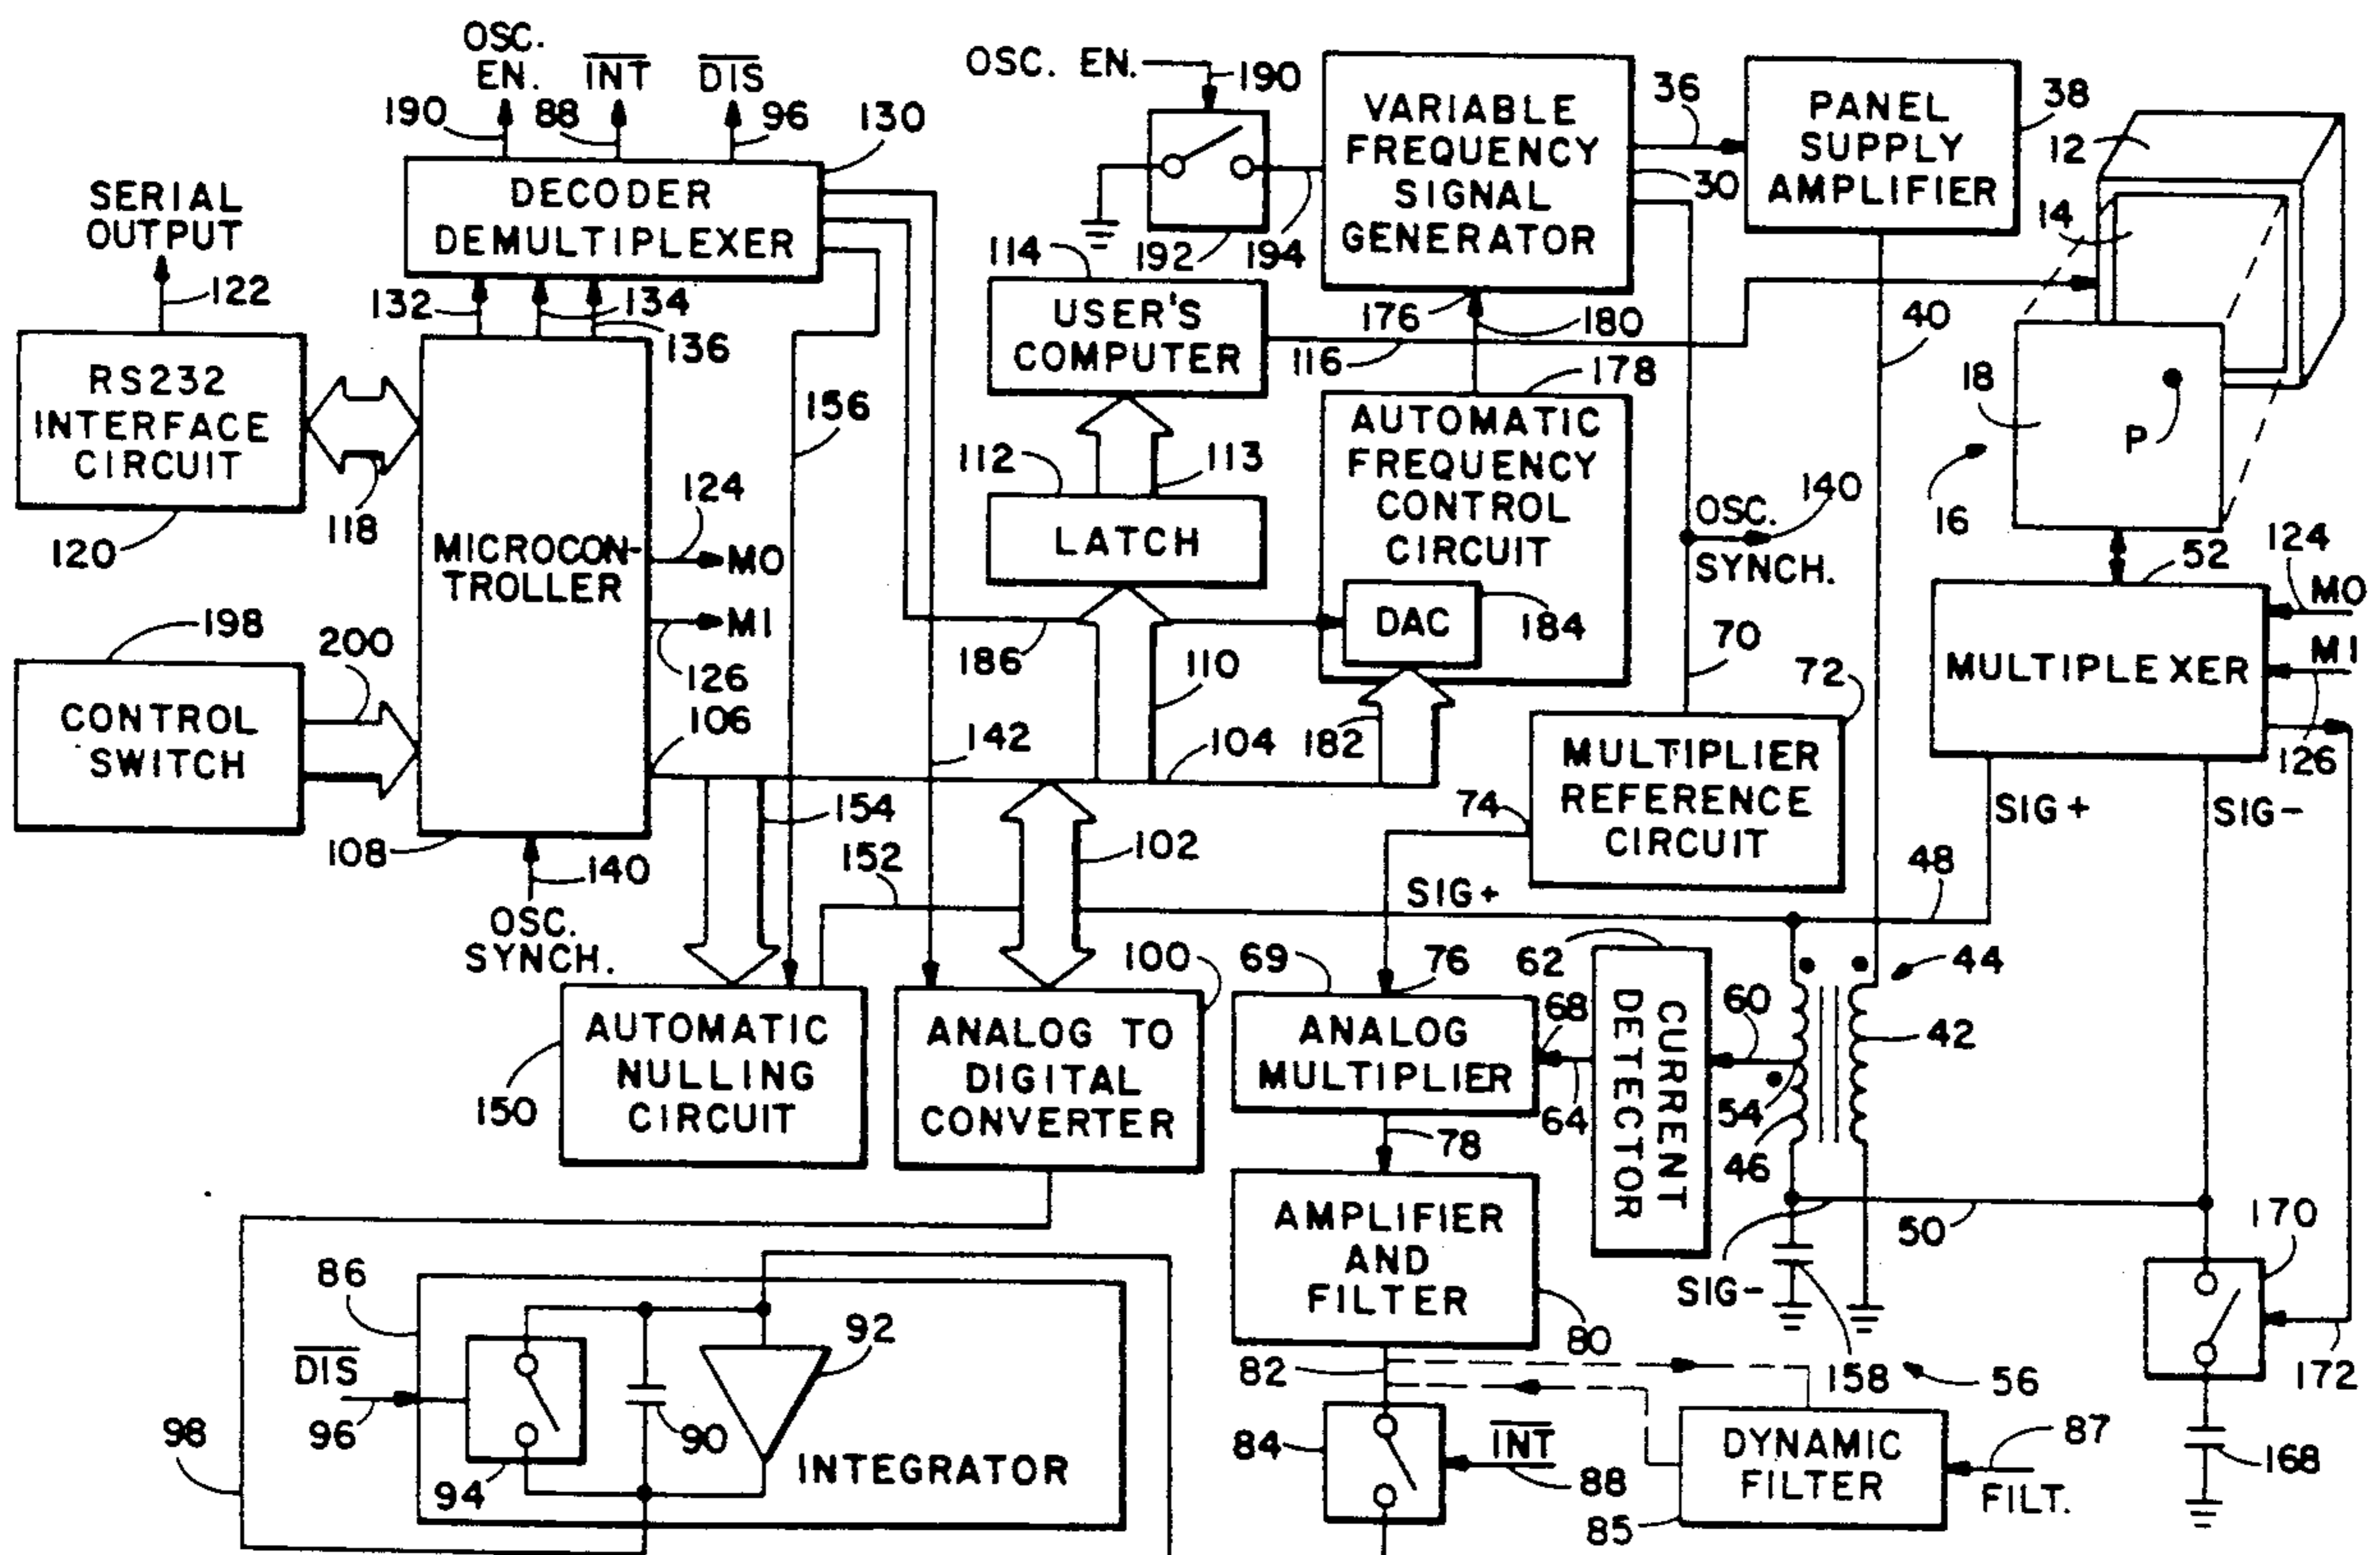 OSC.
EN.
INT
DIS
190
88
96
130
DECODER
DEMULTIPLEXER
SERIAL
OUTPUT
122
132
134
136
RS232
INTERFACE
CIRCUIT
118
120
MICROCON-
TROLLER
124
MO
MI
126
106
198
200
CONTROL
SWITCH
108
140
OSC.
SYNCH.
156
142
OSC. EN.
190
192
194
VARIABLE
FREQUENCY
SIGNAL
GENERATOR
36
30
PANEL
SUPPLY
AMPLIFIER
38
12
14
114
USER'S
COMPUTER
116
176
180
178
40
18
P
16
112
113
LATCH
AUTOMATIC
FREQUENCY
CONTROL
CIRCUIT
DAC
184
186
110
182
104
OSC.
SYNCH.
140
70
72
52
124
MO
MI
MULTIPLEXER
126
MULTIPLIER
REFERENCE
CIRCUIT
74
SIG+
SIG-
48
154
152
102
SIG+
150
AUTOMATIC
NULLING
CIRCUIT
100
ANALOG TO
DIGITAL
CONVERTER
69
76
ANALOG
MULTIPLIER
68
64
62
CURRENT
DETECTOR
60
44
42
54
46
78
AMPLIFIER
AND
FILTER
80
50
SIG-
158
56
170
172
168
86
DIS
96
94
90
92
INTEGRATOR
98
82
84
INT
88
DYNAMIC
FILTER
85
87
FILT.